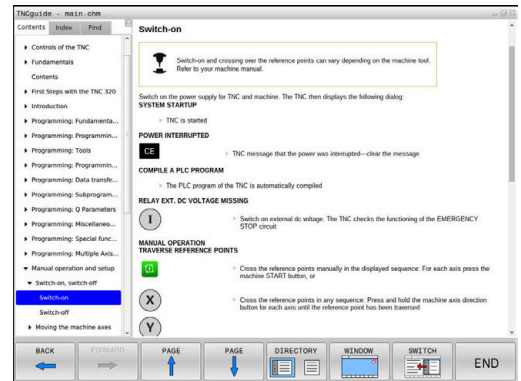 TNCguide - main.chm
Contents Index Find
Controls of the TNC
Fundamentals
Contents
First Steps with the TNC 320
Introduction
Programming: Fundamenta...
Programming: Programmin...
Programming: Tools
Programming: Programmin...
Programming: Data transfe...
Programming: Subprogram...
Programming: Q Parameters
Programming: Miscellaneo...
Programming: Special func...
Programming: Multiple Axis...
Manual operation and setup
Switch-on, switch-off
Switch-on
Switch-off
Moving the machine axes
Switch-on
Switch-on and crossing over the reference points can vary depending on the machine tool.
Refer to your machine manual.
Switch on the power supply for TNC and machine. The TNC then displays the following dialog:
SYSTEM STARTUP
TNC is started
POWER INTERRUPTED
CE
TNC message that the power was interrupted—clear the message
COMPILE A PLC PROGRAM
The PLC program of the TNC is automatically compiled
RELAY EXT. DC VOLTAGE MISSING
I
Switch on external dc voltage. The TNC checks the functioning of the EMERGENCY
STOP circuit
MANUAL OPERATION
TRAVERSE REFERENCE POINTS
Cross the reference points manually in the displayed sequence: For each axis press the
machine START button, or
X
Cross the reference points in any sequence: Press and hold the machine axis direction
button for each axis until the reference point has been traversed
Y
BACK FORWARD PAGE PAGE DIRECTORY WINDOW SWITCH END